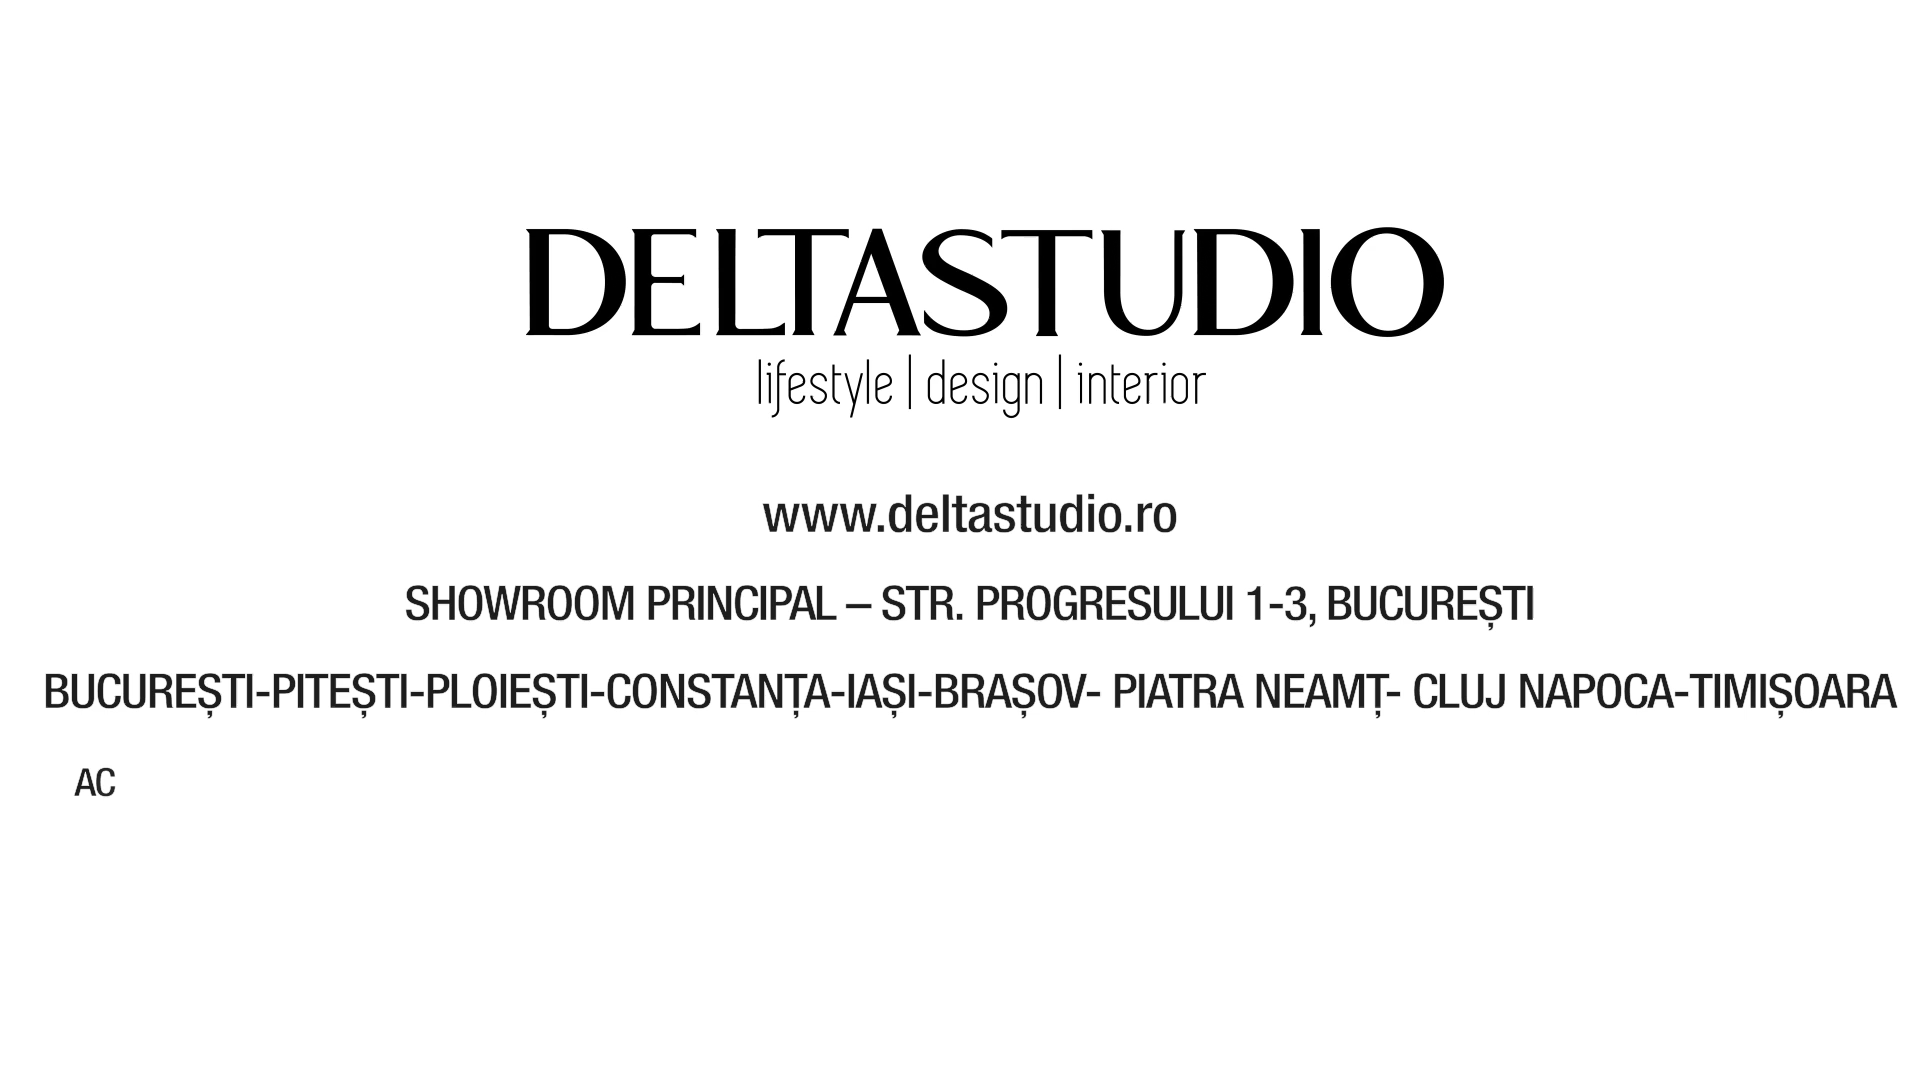 DELTASTUDIO
lifestyle | design | interior
www.deltastudio.ro
SHOWROOM PRINCIPAL – STR. PROGRESULUI 1-3, BUCUREȘTI
BUCUREȘTI-PITEȘTI-PLOIEȘTI-CONSTANȚA-IAȘI-BRAȘOV- PIATRA NEAMȚ- CLUJ NAPOCA-TIMIȘOARA
AC